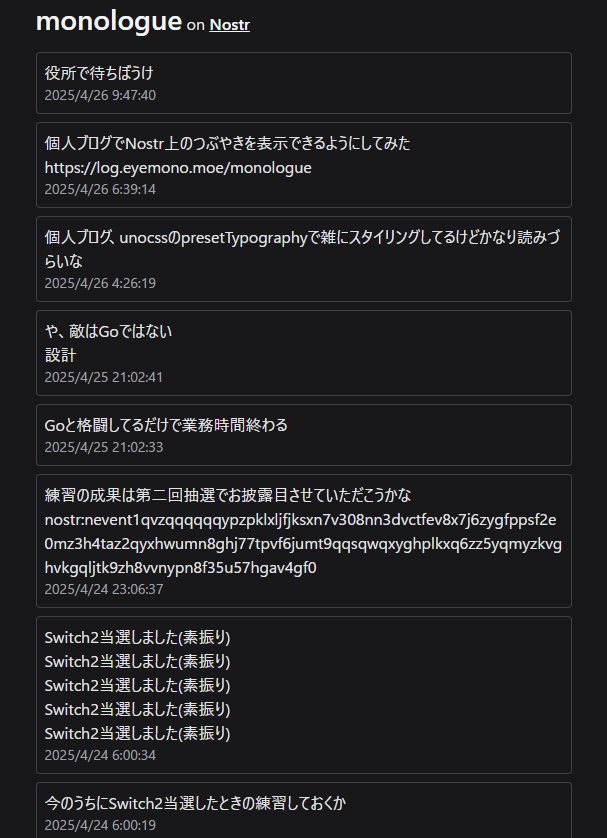 monologue on Nostr
役所で待ちぼうけ
2025/4/26 9:47:40
個人ブログでNostr上のつぶやきを表示できるようにしてみた
https://log.eyemono.moe/monologue
2025/4/26 6:39:14
個人ブログ、unocssのpresetTypographyで雑にスタイリングしてるけどかなり読みづ
らいな
2025/4/26 4:26:19
や、敵はGoではない
設計
2025/4/25 21:02:41
Goと格闘してるだけで業務時間終わる
2025/4/25 21:02:33
練習の成果は第二回抽選でお披露目させていただこうかな
nostr:nevent1qvzqqqqqqypzpklxljfjksxn7v308nn3dvctfev8x7j6zygfppsf2e
0mz3h4taz2qyxhwumn8ghj77tpvf6jumt9qqsqwqxyghplkxq6zz5yqmyzkvg
hvkgqljtk9zh8vvnypn8f35u57hgav4gf0
2025/4/24 23:06:37
Switch2当選しました(素振り)
Switch2当選しました(素振り)
Switch2当選しました(素振り)
Switch2当選しました(素振り)
Switch2当選しました(素振り)
2025/4/24 6:00:34
今のうちにSwitch2当選したときの練習しておくか
2025/4/24 6:00:19